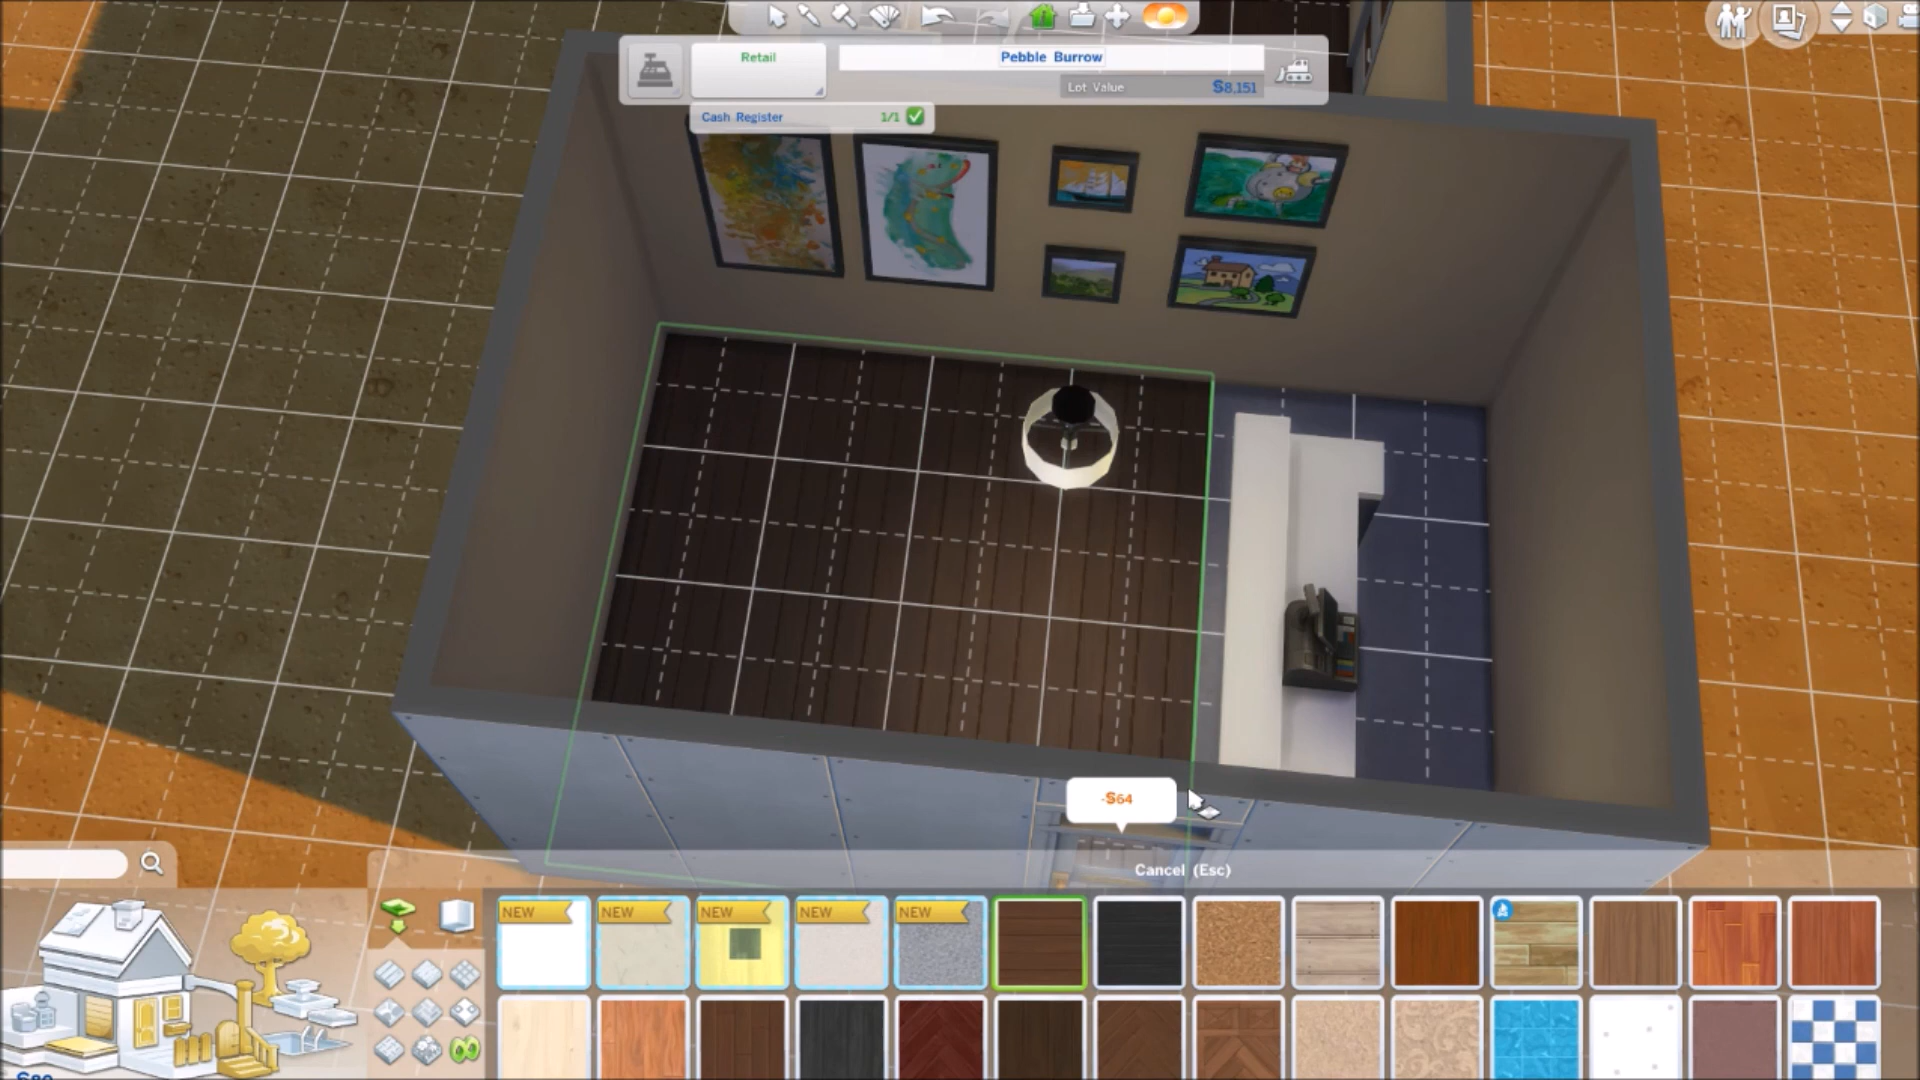 Retail
Pebble Burrow
Lot Value §8,151
Cash Register 1/1
-§64
Cancel (Esc)
NEW NEW NEW NEW NEW